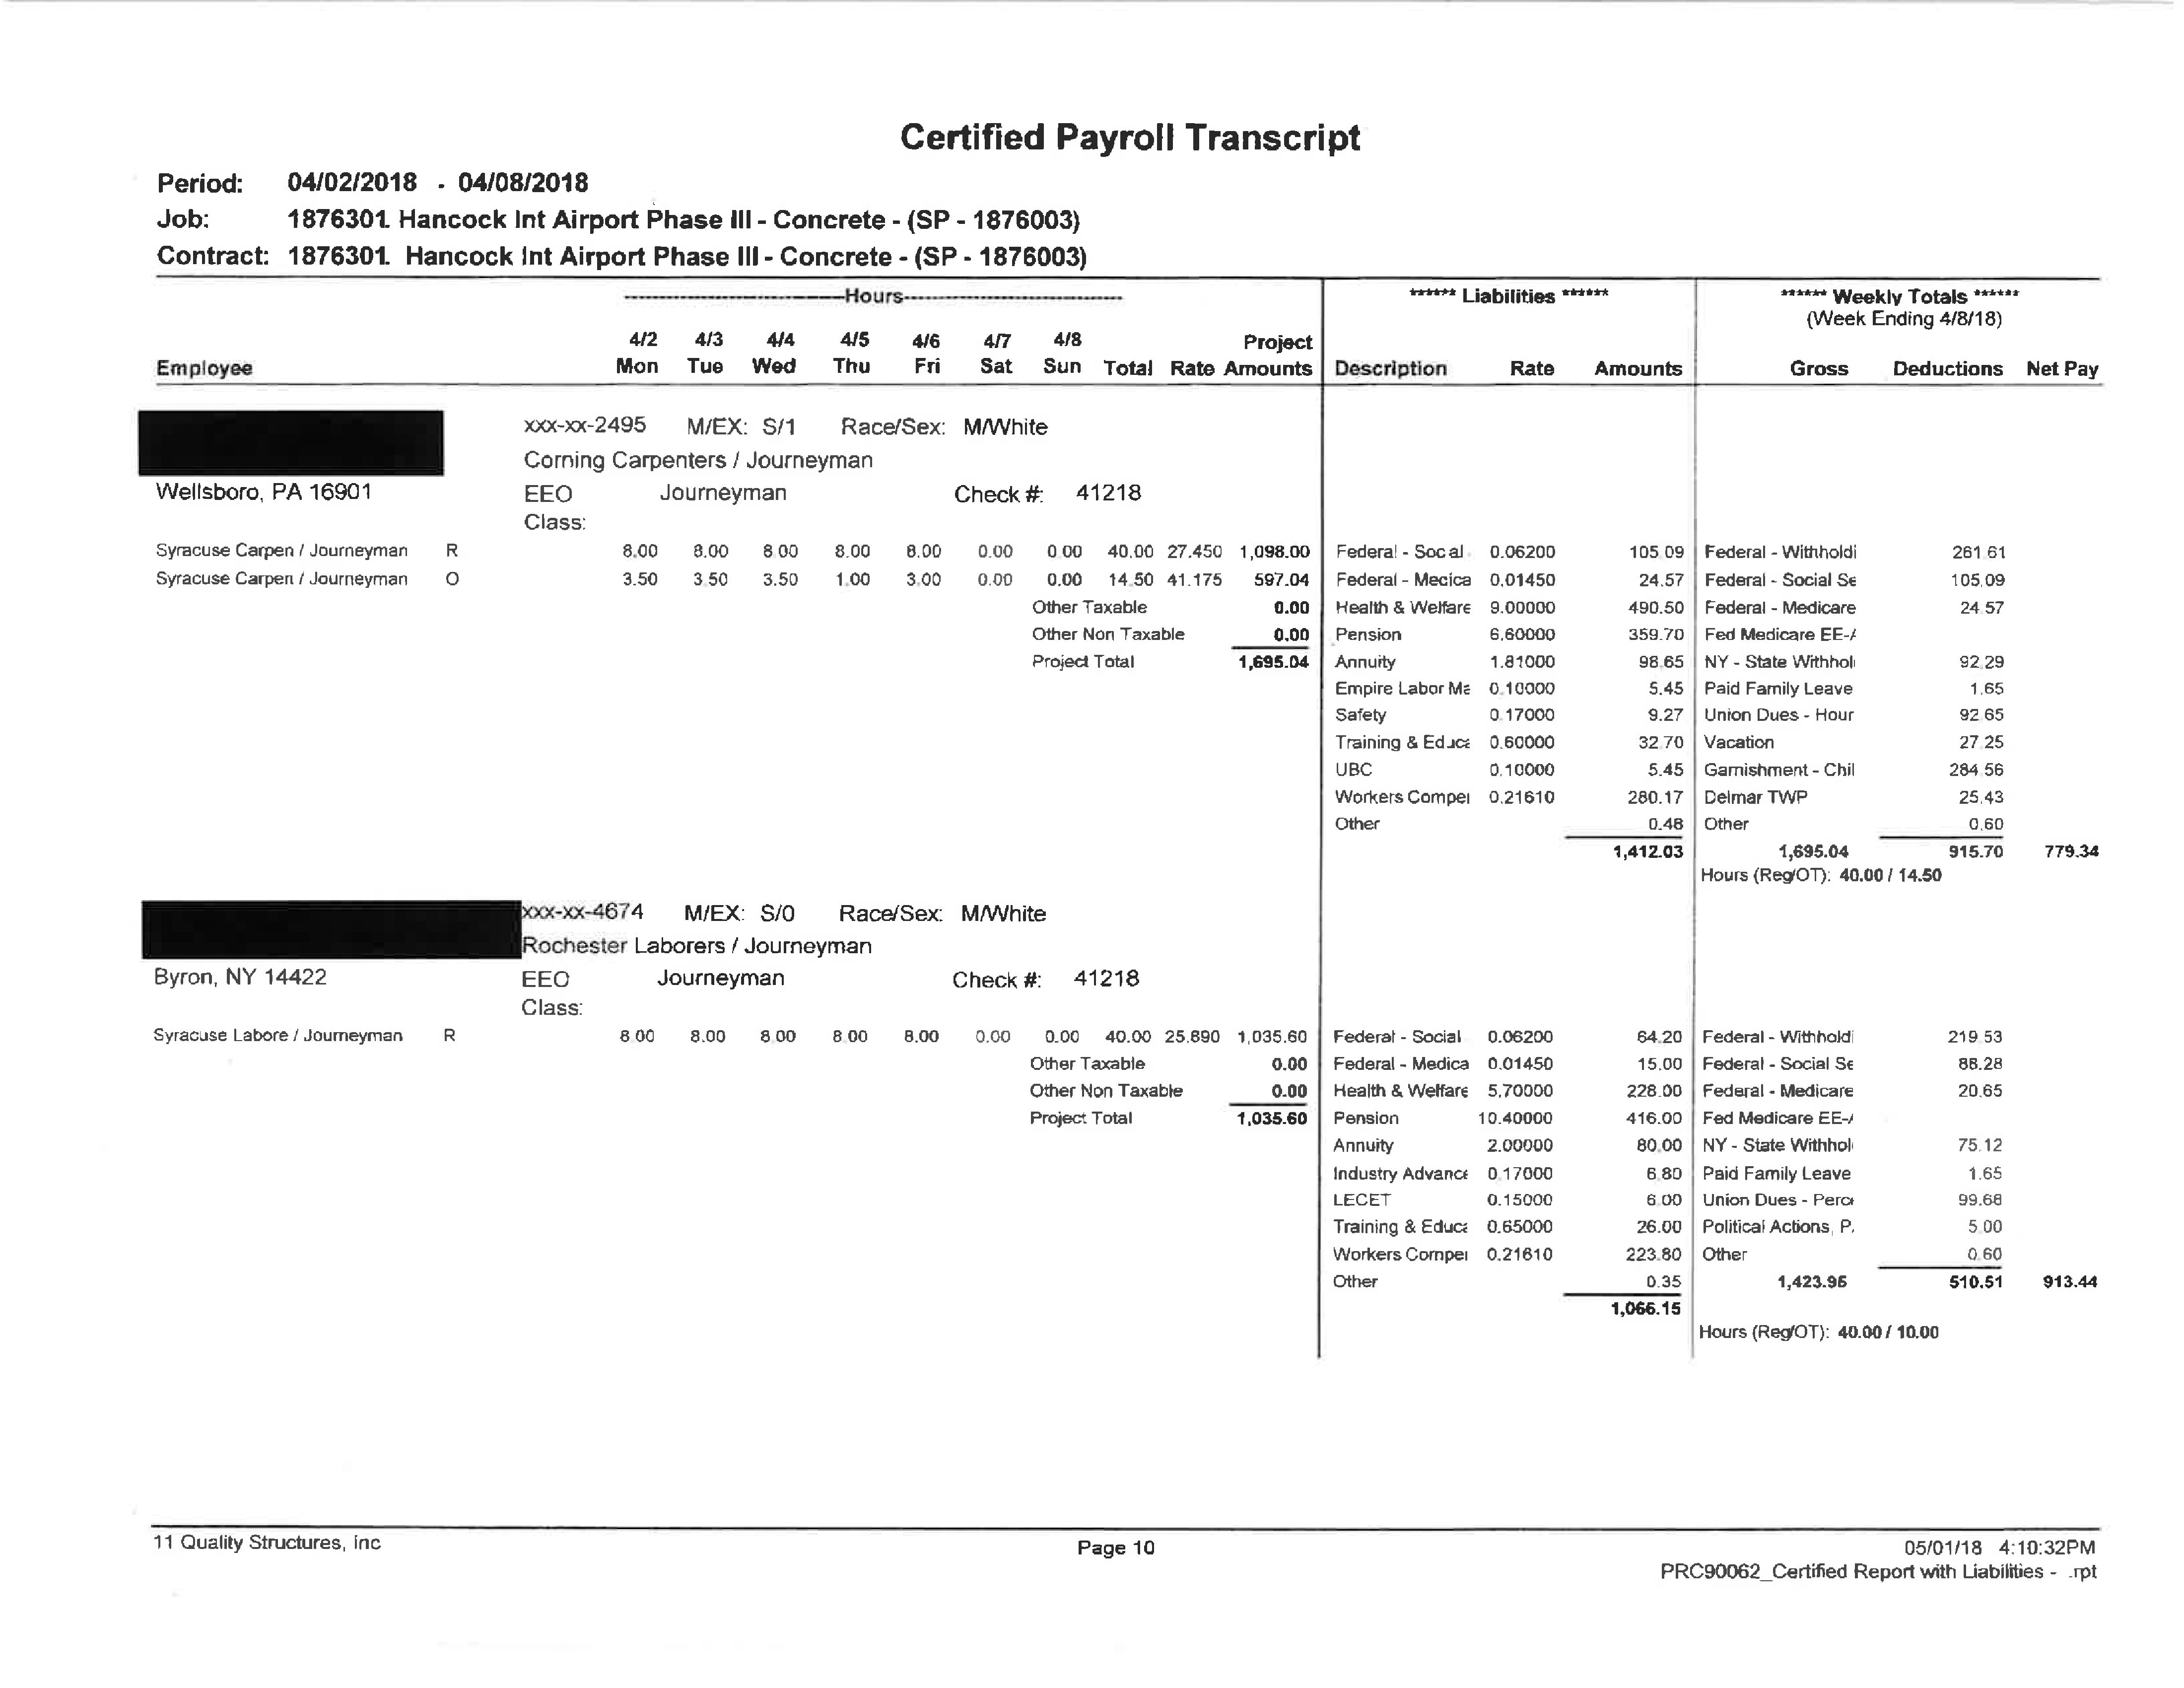 Certified Payroll Transcript
Period: 04/02/2018 - 04/08/2018
Job: 1876301. Hancock Int Airport Phase III - Concrete - (SP - 1876003)
Contract: 1876301. Hancock Int Airport Phase III - Concrete - (SP - 1876003)
Hours ****** Liabilities ****** ****** Weekly Totals ******
(Week Ending 4/8/18)
4/2 4/3 4/4 4/5 4/6 4/7 4/8 Project
Employee Mon Tue Wed Thu Fri Sat Sun Total Rate Amounts Description Rate Amounts Gross Deductions Net Pay
xxx-xx-2495 M/EX: S/1 Race/Sex: M/White
Corning Carpenters / Journeyman
Wellsboro, PA 16901 EEO Journeyman Check #: 41218
Class:
Syracuse Carpen / Journeyman R 8.00 8.00 8.00 8.00 8.00 0.00 0.00 40.00 27.450 1,098.00 Federal - Social 0.06200 105.09 Federal - Withholdi 261.61
Syracuse Carpen / Journeyman O 3.50 3.50 3.50 1.00 3.00 0.00 0.00 14.50 41.175 597.04 Federal - Medica 0.01450 24.57 Federal - Social Se 105.09
Other Taxable 0.00 Health & Welfare 9.00000 490.50 Federal - Medicare 24.57
Other Non Taxable 0.00 Pension 6.60000 359.70 Fed Medicare EE-A
Project Total 1,695.04 Annuity 1.81000 98.65 NY - State Withhol 92.29
Empire Labor Ma 0.10000 5.45 Paid Family Leave 1.65
Safety 0.17000 9.27 Union Dues - Hour 92.65
Training & Educa 0.60000 32.70 Vacation 27.25
UBC 0.10000 5.45 Garnishment - Chil 284.56
Workers Compei 0.21610 280.17 Delmar TWP 25.43
Other 0.48 Other 0.60
1,412.03 1,695.04 915.70 779.34
Hours (Reg/OT): 40.00 / 14.50
xxx-xx-4674 M/EX: S/0 Race/Sex: M/White
Rochester Laborers / Journeyman
Byron, NY 14422 EEO Journeyman Check #: 41218
Class:
Syracuse Labore / Journeyman R 8.00 8.00 8.00 8.00 8.00 0.00 0.00 40.00 25.890 1,035.60 Federal - Social 0.06200 64.20 Federal - Withholdi 219.53
Other Taxable 0.00 Federal - Medica 0.01450 15.00 Federal - Social Se 88.28
Other Non Taxable 0.00 Health & Welfare 5.70000 228.00 Federal - Medicare 20.65
Project Total 1,035.60 Pension 10.40000 416.00 Fed Medicare EE-A
Annuity 2.00000 80.00 NY - State Withhol 75.12
Industry Advance 0.17000 6.80 Paid Family Leave 1.65
LECET 0.15000 6.00 Union Dues - Perce 99.68
Training & Educa 0.65000 26.00 Political Actions, P. 5.00
Workers Compei 0.21610 223.80 Other 0.60
Other 0.35 1,423.95 510.51 913.44
1,066.15
Hours (Reg/OT): 40.00 / 10.00
11 Quality Structures, Inc Page 10 05/01/18 4:10:32PM
PRC90062_Certified Report with Liabilities - .rpt